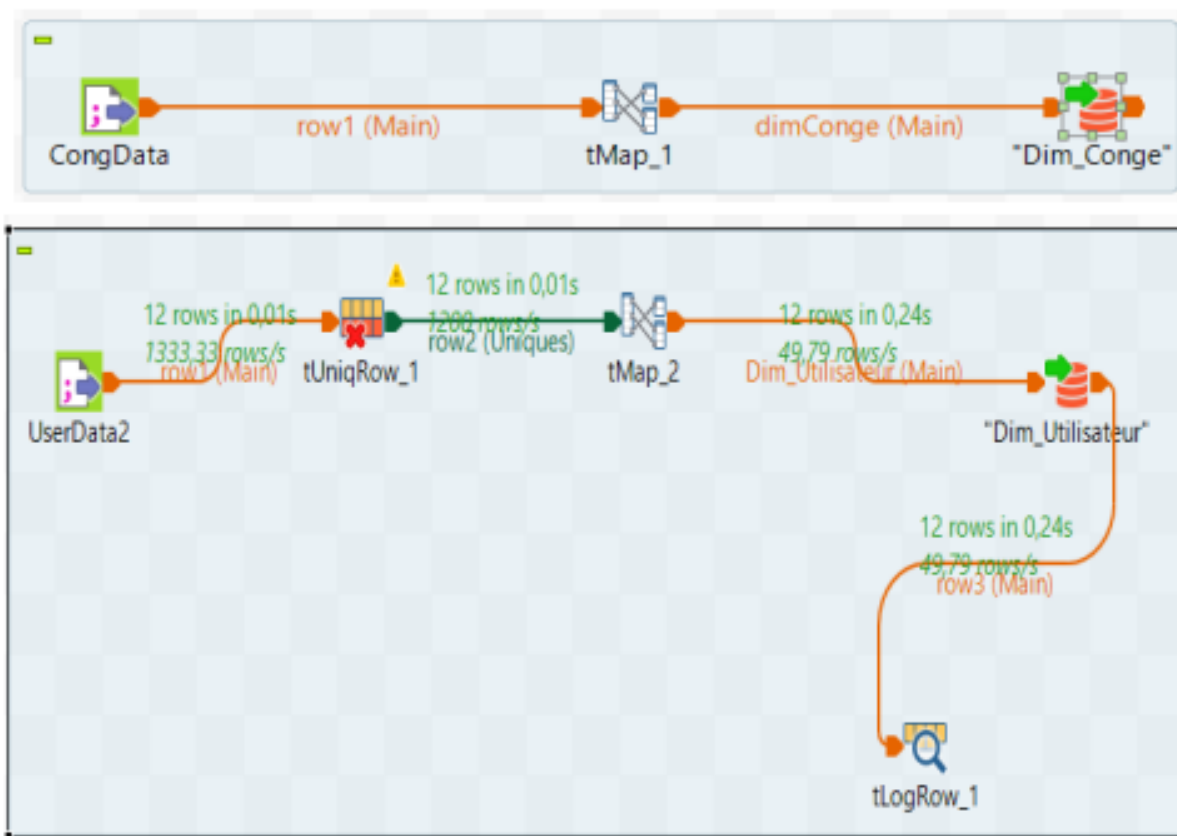 row1 (Main)
dimConge (Main)
CongData
tMap_1
"Dim_Conge"
12 rows in 0,01s
1333,33 rows/s
row1 (Main)
12 rows in 0,01s
1200 rows/s
row2 (Uniques)
12 rows in 0,24s
49,79 rows/s
Dim_Utilisateur (Main)
tUniqRow_1
tMap_2
UserData2
"Dim_Utilisateur"
12 rows in 0,24s
49,79 rows/s
row3 (Main)
tLogRow_1